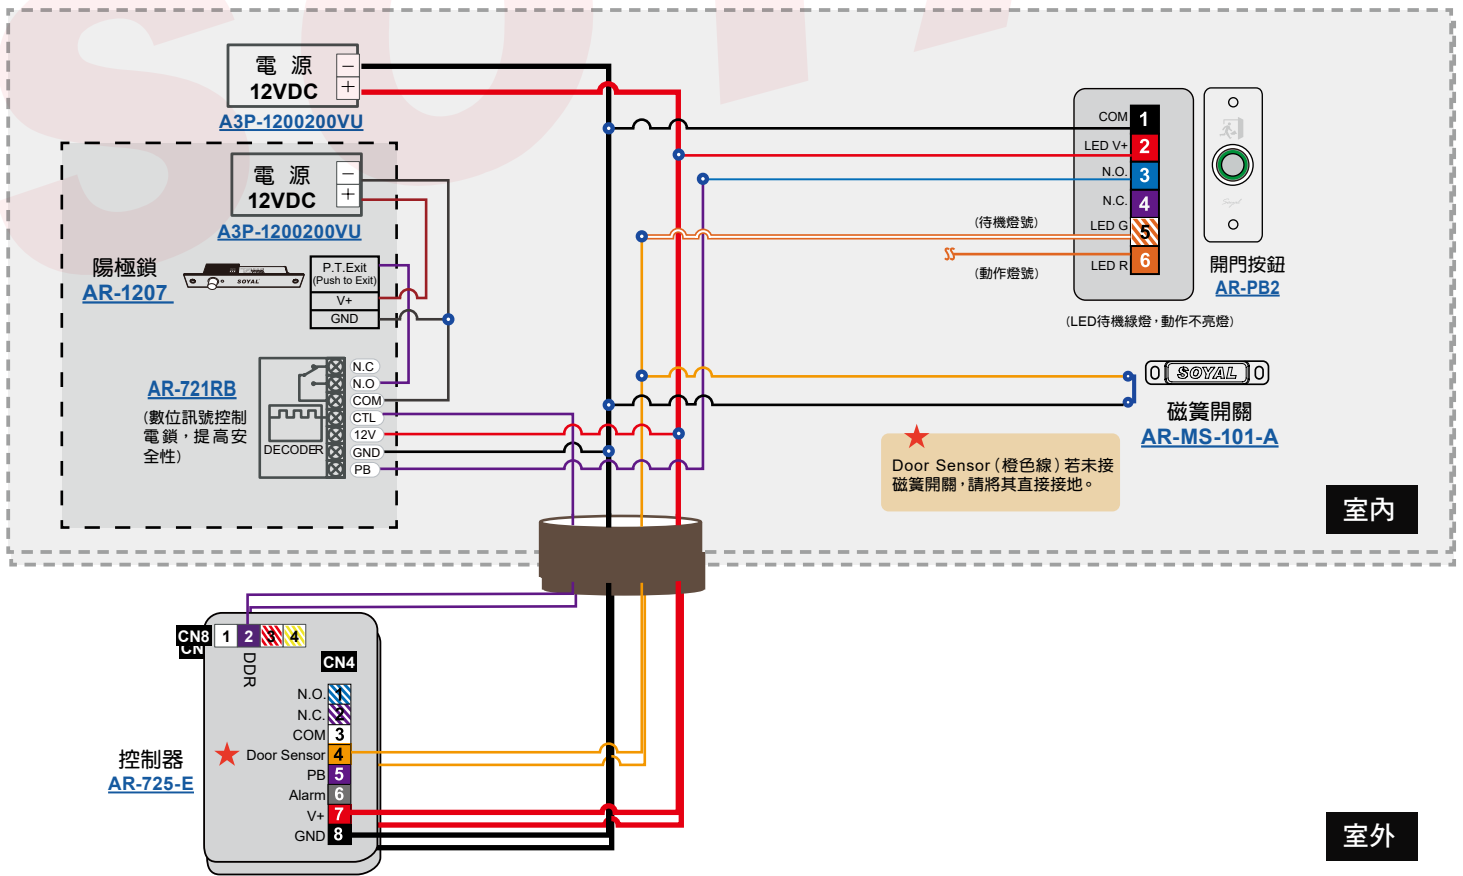 SOYAL
電 源
12VDC
A3P-1200200VU
電 源
12VDC
A3P-1200200VU
陽極鎖
AR-1207
SOYAL
P.T.Exit
(Push to Exit)
V+
GND
AR-721RB
(數位訊號控制
電鎖，提高安
全性)
DECODER
N.C
N.O
COM
CTL
12V
GND
PB
COM 1
LED V+ 2
N.O. 3
N.C. 4
(待機燈號)
LED G 5
(動作燈號)
LED R 6
開門按鈕
AR-PB2
(LED待機綠燈，動作不亮燈)
SOYAL
磁簧開關
AR-MS-101-A
Door Sensor（橙色線）若未接
磁簧開關，請將其直接接地。
室內
CN8 1 2 3 4
CN
DDR
CN4
N.O. 1
N.C. 2
COM 3
Door Sensor 4
PB 5
Alarm 6
V+ 7
GND 8
控制器
AR-725-E
室外